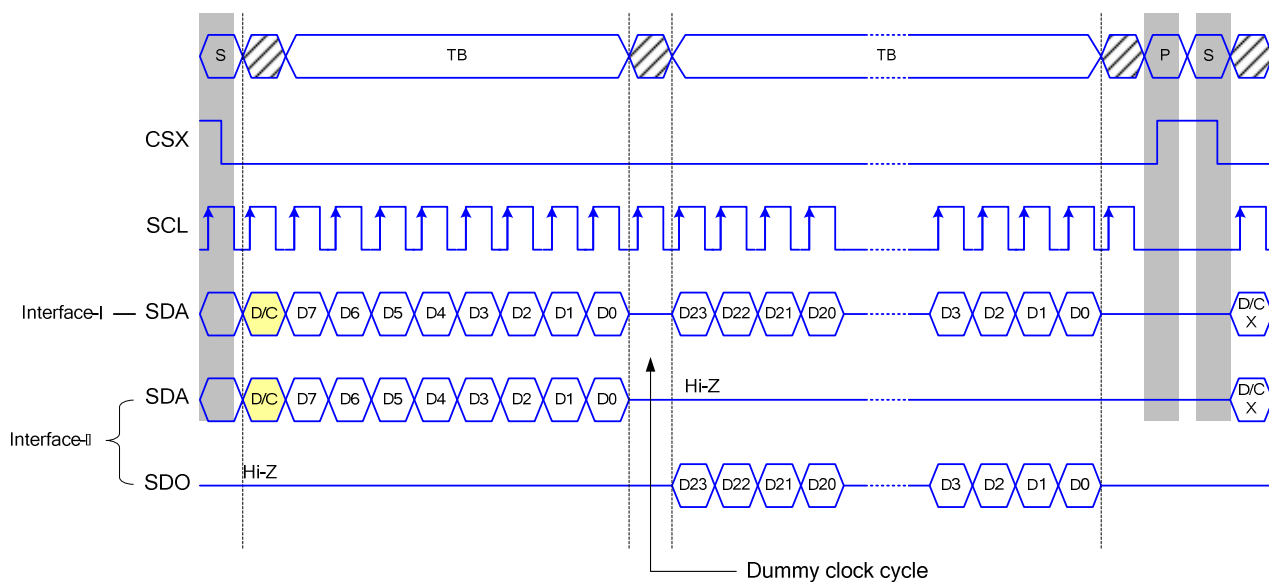 S TB TB P S
CSX
SCL
Interface-I SDA D/C D7 D6 D5 D4 D3 D2 D1 D0 D23 D22 D21 D20 D3 D2 D1 D0 D/C X
SDA D/C D7 D6 D5 D4 D3 D2 D1 D0 Hi-Z D/C X
Interface-▯
SDO Hi-Z D23 D22 D21 D20 D3 D2 D1 D0
Dummy clock cycle